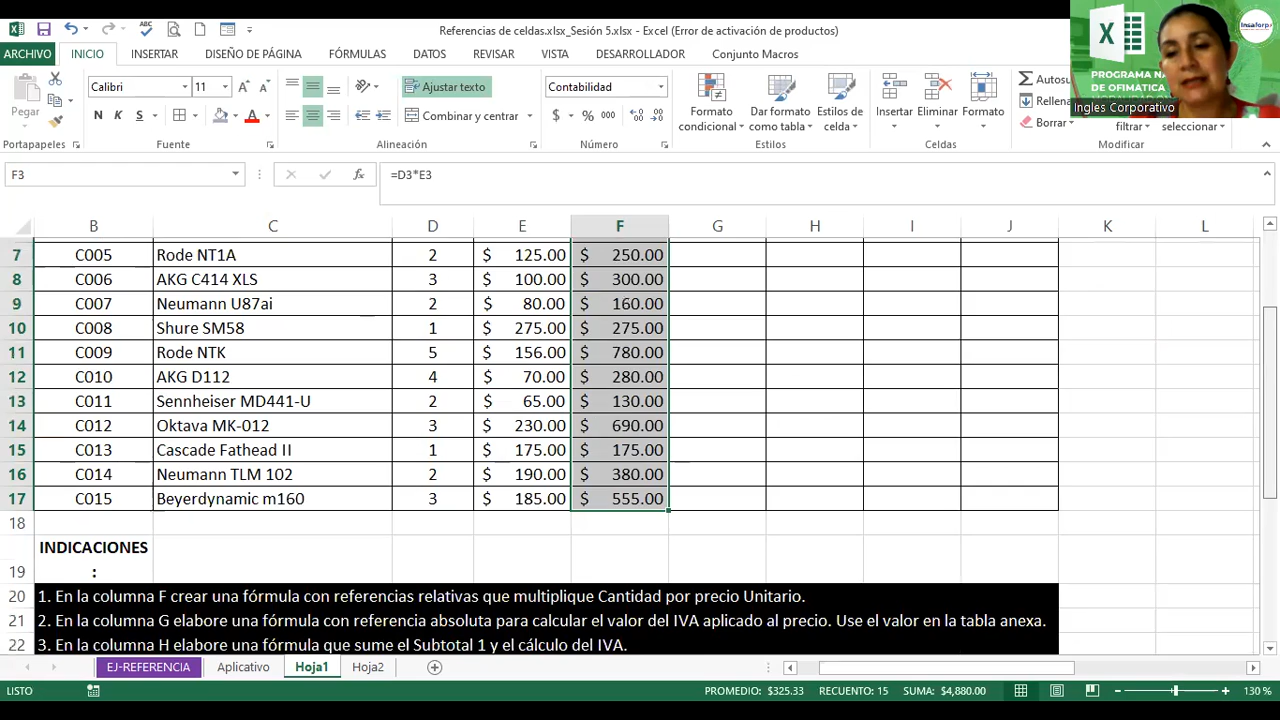 Referencias de celdas.xlsx_Sesión 5.xlsx - Excel (Error de activación de productos)
ARCHIVO INICIO INSERTAR DISEÑO DE PÁGINA FÓRMULAS DATOS REVISAR VISTA DESARROLLADOR Conjunto Macros
Pegar
Calibri 11
N K S
Ajustar texto
Combinar y centrar
Contabilidad
$ % 000
Formato condicional
Dar formato como tabla
Estilos de celda
Insertar Eliminar Formato
Autosu
Rellena
Borrar
filtrar seleccionar
Portapapeles Fuente Alineación Número Estilos Celdas Modificar
PROGRAMA NA
DE OFIMÁTICA
Ingles Corporativo
Insaforp
F3 fx =D3*E3
B C D E F G H I J K L
7 C005 Rode NT1A 2 $ 125.00 $ 250.00
8 C006 AKG C414 XLS 3 $ 100.00 $ 300.00
9 C007 Neumann U87ai 2 $ 80.00 $ 160.00
10 C008 Shure SM58 1 $ 275.00 $ 275.00
11 C009 Rode NTK 5 $ 156.00 $ 780.00
12 C010 AKG D112 4 $ 70.00 $ 280.00
13 C011 Sennheiser MD441-U 2 $ 65.00 $ 130.00
14 C012 Oktava MK-012 3 $ 230.00 $ 690.00
15 C013 Cascade Fathead II 1 $ 175.00 $ 175.00
16 C014 Neumann TLM 102 2 $ 190.00 $ 380.00
17 C015 Beyerdynamic m160 3 $ 185.00 $ 555.00
18
19 INDICACIONES
:
20 1. En la columna F crear una fórmula con referencias relativas que multiplique Cantidad por precio Unitario.
21 2. En la columna G elabore una fórmula con referencia absoluta para calcular el valor del IVA aplicado al precio. Use el valor en la tabla anexa.
22 3. En la columna H elabore una fórmula que sume el Subtotal 1 y el cálculo del IVA.
EJ-REFERENCIA Aplicativo Hoja1 Hoja2
LISTO PROMEDIO: $325.33 RECUENTO: 15 SUMA: $4,880.00 130 %